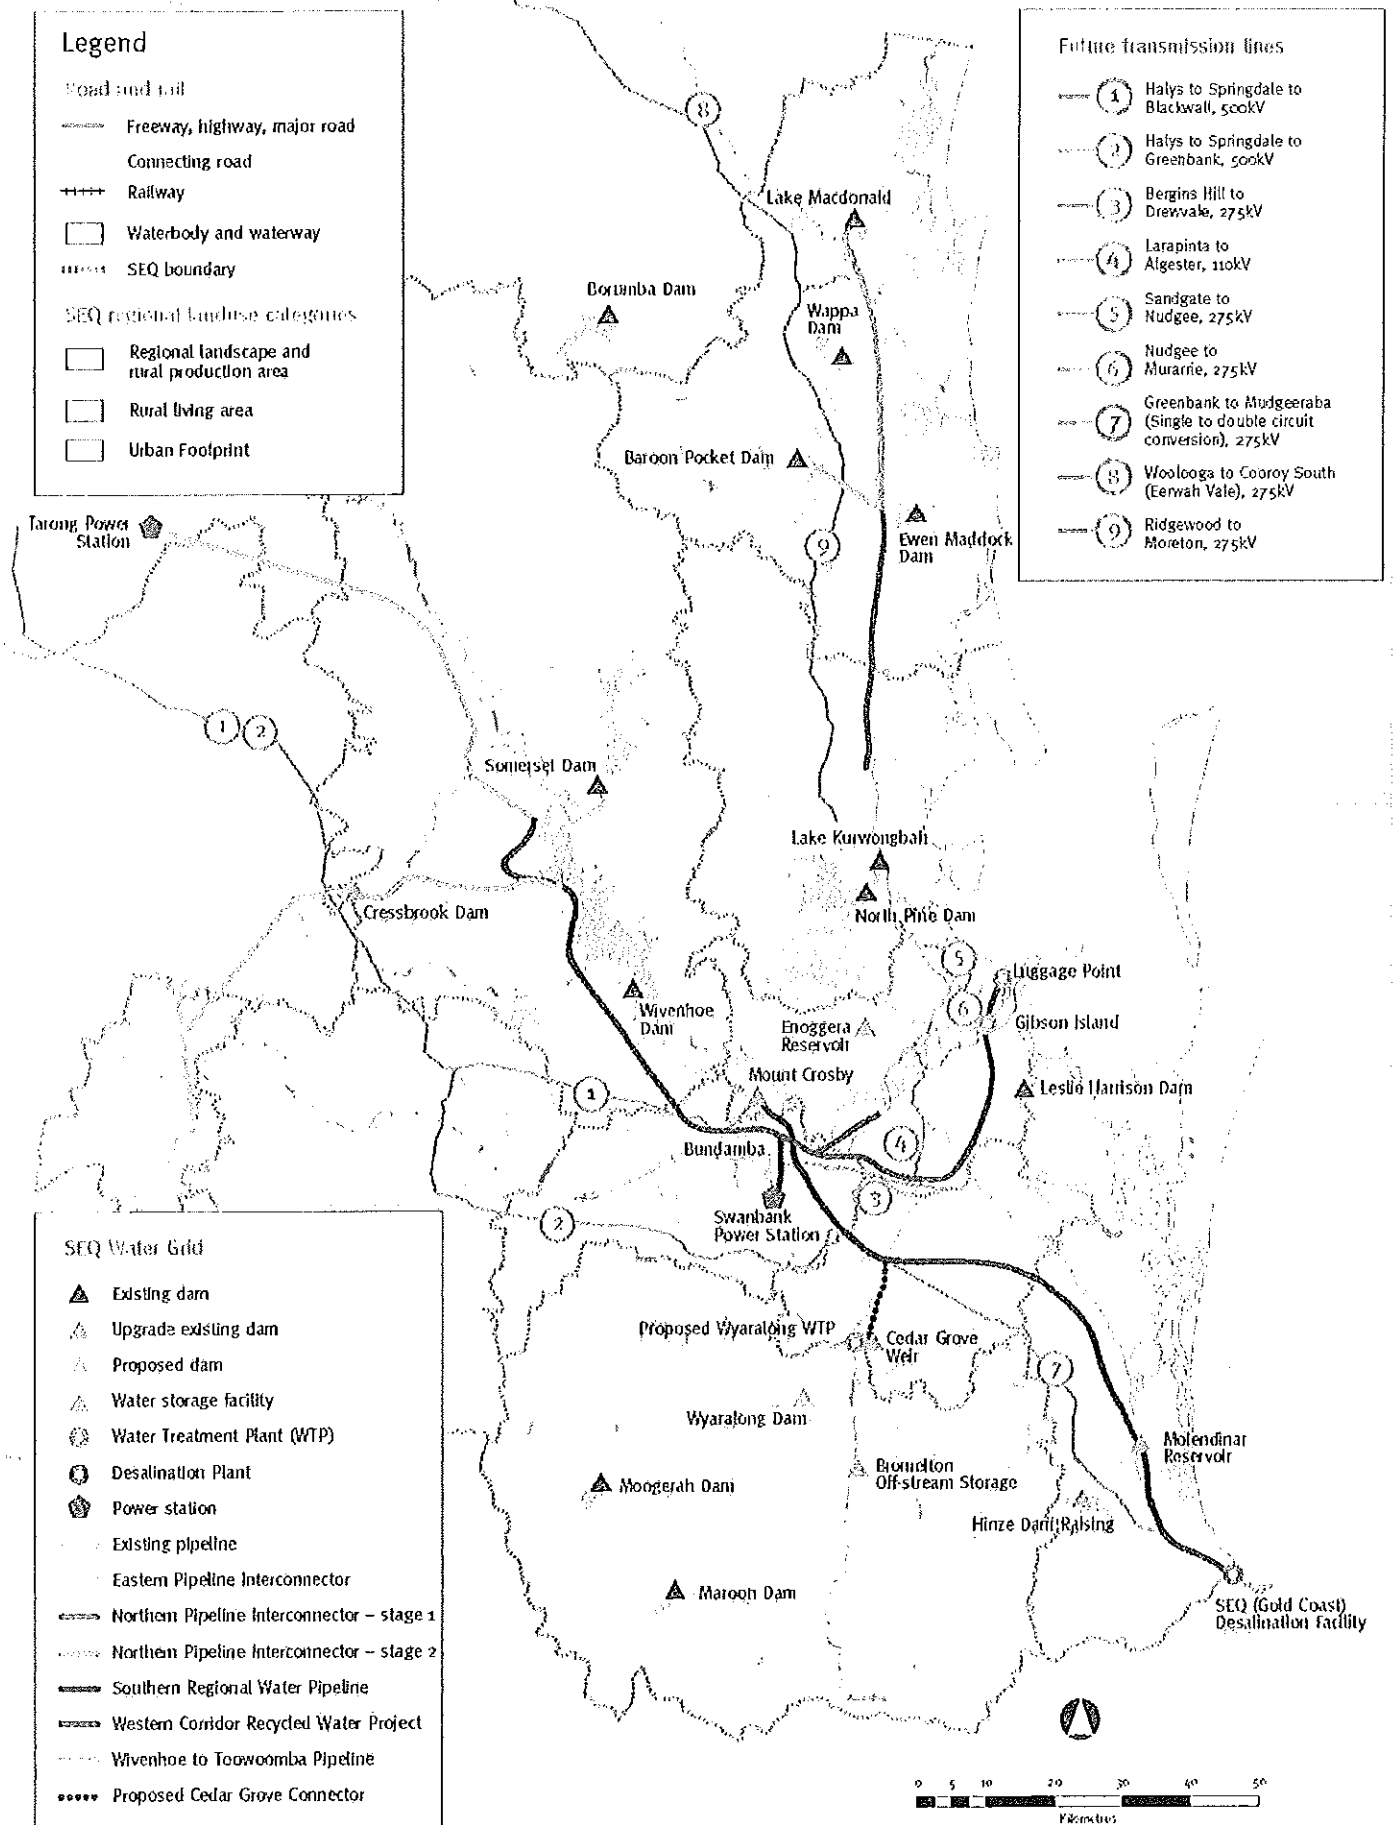 Legend
Road and rail
Freeway, highway, major road
Connecting road
Railway
Waterbody and waterway
SEQ boundary
SEQ regional landuse categories
Regional landscape and
rural production area
Rural living area
Urban Footprint
Future transmission lines
1 Halys to Springdale to
Blackwall, 500kV
2 Halys to Springdale to
Greenbank, 500kV
3 Bergins Hill to
Drewvale, 275kV
4 Larapinta to
Algester, 110kV
5 Sandgate to
Nudgee, 275kV
6 Nudgee to
Murarrie, 275kV
7 Greenbank to Mudgeeraba
(Single to double circuit
conversion), 275kV
8 Woolooga to Cooroy South
(Eerwah Vale), 275kV
9 Ridgewood to
Moreton, 275kV
8
Lake Macdonald
Borumba Dam
Wappa
Dam
Baroon Pocket Dam
Ewen Maddock
Dam
9
Tarong Power
Station
1
2
Somerset Dam
Lake Kurwongbah
North Pine Dam
Cressbrook Dam
5
Luggage Point
6
Gibson Island
Wivenhoe
Dam
Enoggera
Reservoir
Mount Crosby
Leslie Harrison Dam
1
Bundamba
4
3
Swanbank
Power Station
2
Proposed Wyaralong WTP
Cedar Grove
Weir
7
Wyaralong Dam
Molendinar
Reservoir
Bromelton
Off-stream Storage
Moogerah Dam
Hinze Dam Raising
Maroon Dam
SEQ (Gold Coast)
Desalination Facility
SEQ Water Grid
Existing dam
Upgrade existing dam
Proposed dam
Water storage facility
Water Treatment Plant (WTP)
Desalination Plant
Power station
Existing pipeline
Eastern Pipeline Interconnector
Northern Pipeline Interconnector – stage 1
Northern Pipeline Interconnector – stage 2
Southern Regional Water Pipeline
Western Corridor Recycled Water Project
Wivenhoe to Toowoomba Pipeline
Proposed Cedar Grove Connector
0 5 10 20 30 40 50
Kilometres